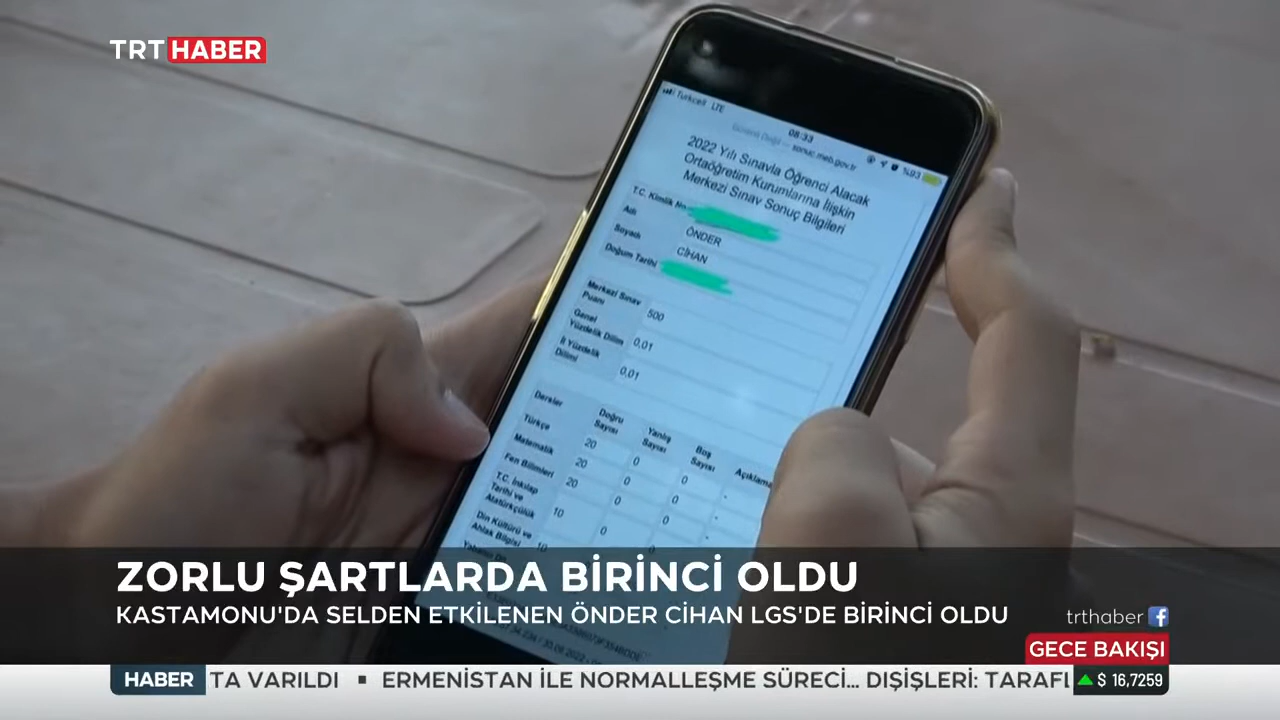 TRT HABER
Turkcell LTE
08:33
%93
Güvenli Değil — sonuc.meb.gov.tr
2022 Yılı Sınavla Öğrenci Alacak
Ortaöğretim Kurumlarına İlişkin
Merkezi Sınav Sonuç Bilgileri
T.C. Kimlik No
Adı ÖNDER
Soyadı CİHAN
Doğum Tarihi
Merkezi Sınav Puanı 500
Genel Yüzdelik Dilim 0,01
İl Yüzdelik Dilimi 0,01
Dersler Doğru Sayısı Yanlış Sayısı Boş Sayısı Açıklama
Türkçe 20 0 0 -
Matematik 20 0 0 -
Fen Bilimleri 20 0 0 -
T.C. İnkılap Tarihi ve Atatürkçülük 10 0 0
Din Kültürü ve Ahlak Bilgisi 10
ZORLU ŞARTLARDA BİRİNCİ OLDU
KASTAMONU'DA SELDEN ETKİLENEN ÖNDER CİHAN LGS'DE BİRİNCİ OLDU
trthaber
GECE BAKIŞI
HABER TA VARILDI ▪ ERMENİSTAN İLE NORMALLEŞME SÜRECİ... DIŞİŞLERİ: TARAFL
$ 16,7259